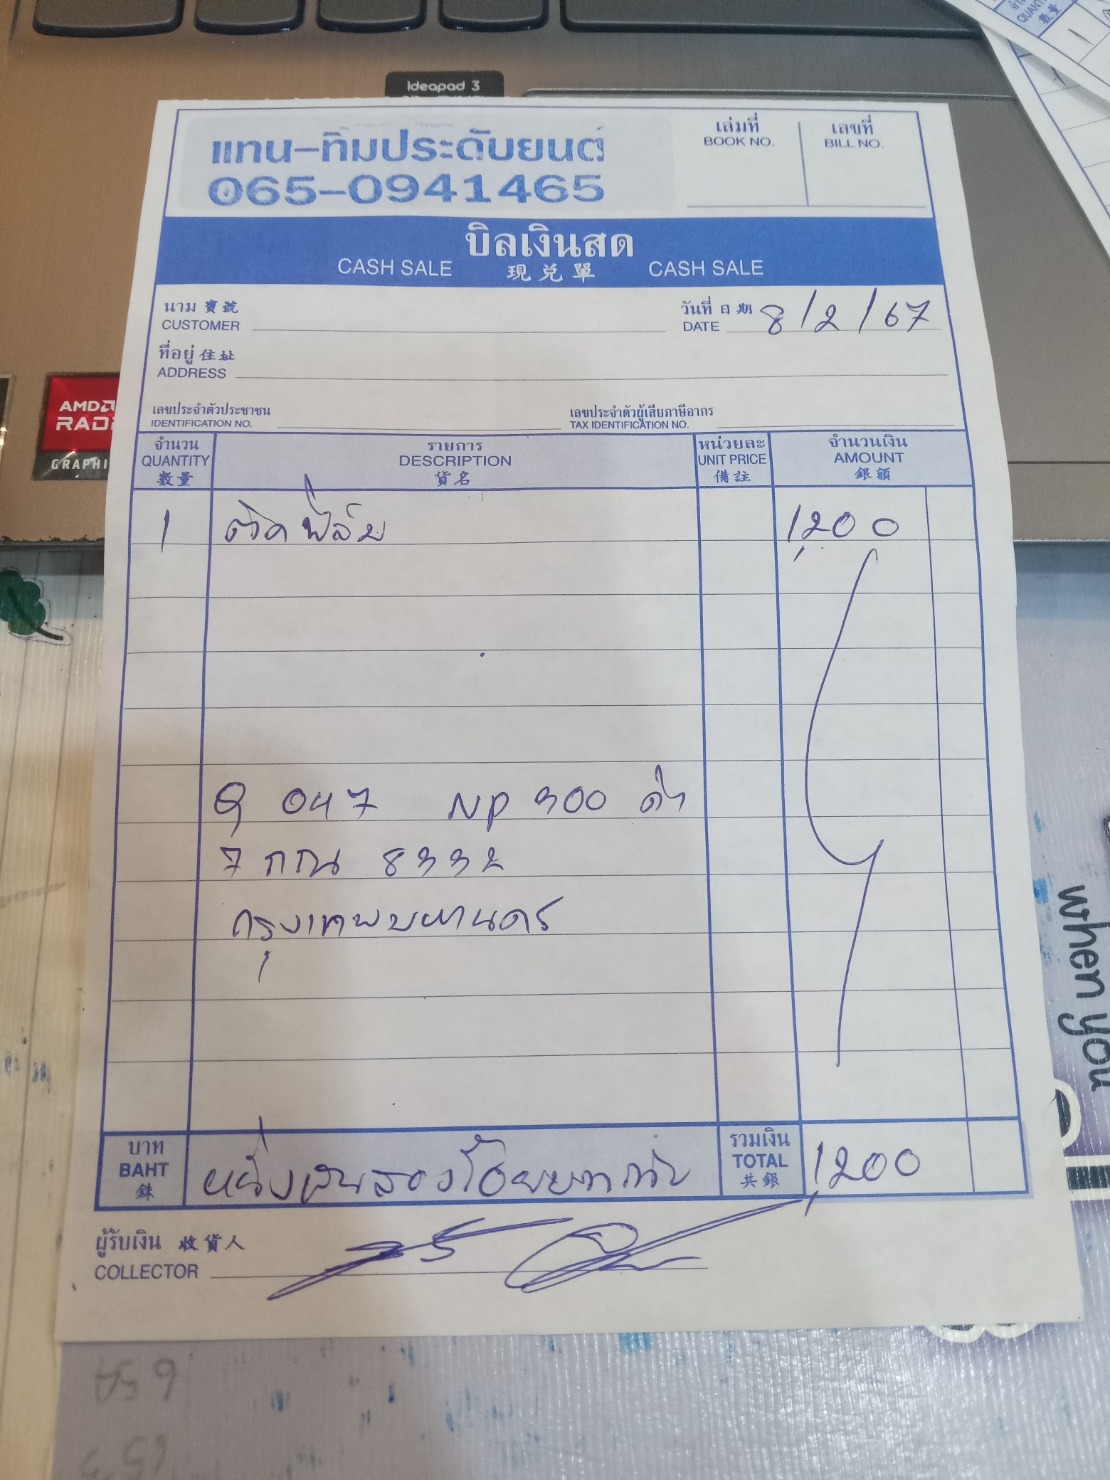 ideapad 3
แทน-ทิมประดับยนต์
065-0941465
เล่มที่
BOOK NO.
เลขที่
BILL NO.
บิลเงินสด
CASH SALE 現兌單 CASH SALE
นาม 寶號
CUSTOMER
วันที่ 日期
DATE 8/2/67
ที่อยู่ 住址
ADDRESS
เลขประจำตัวประชาชน
IDENTIFICATION NO.
เลขประจำตัวผู้เสียภาษีอากร
TAX IDENTIFICATION NO.
จำนวน
QUANTITY
數量
รายการ
DESCRIPTION
貨名
หน่วยละ
UNIT PRICE
備註
จำนวนเงิน
AMOUNT
銀額
1 ติดฟิล์ม 1,200
Q 047 NP 300 ดำ
7 กณ 8332
กรุงเทพมหานคร
บาท
BAHT
銖
หนึ่งพันสองร้อยบาทถ้วน
รวมเงิน
TOTAL
共銀
1,200
ผู้รับเงิน 收貨人
COLLECTOR
AMD
RAD
GRAPHI
when you
QUANT
數量
1